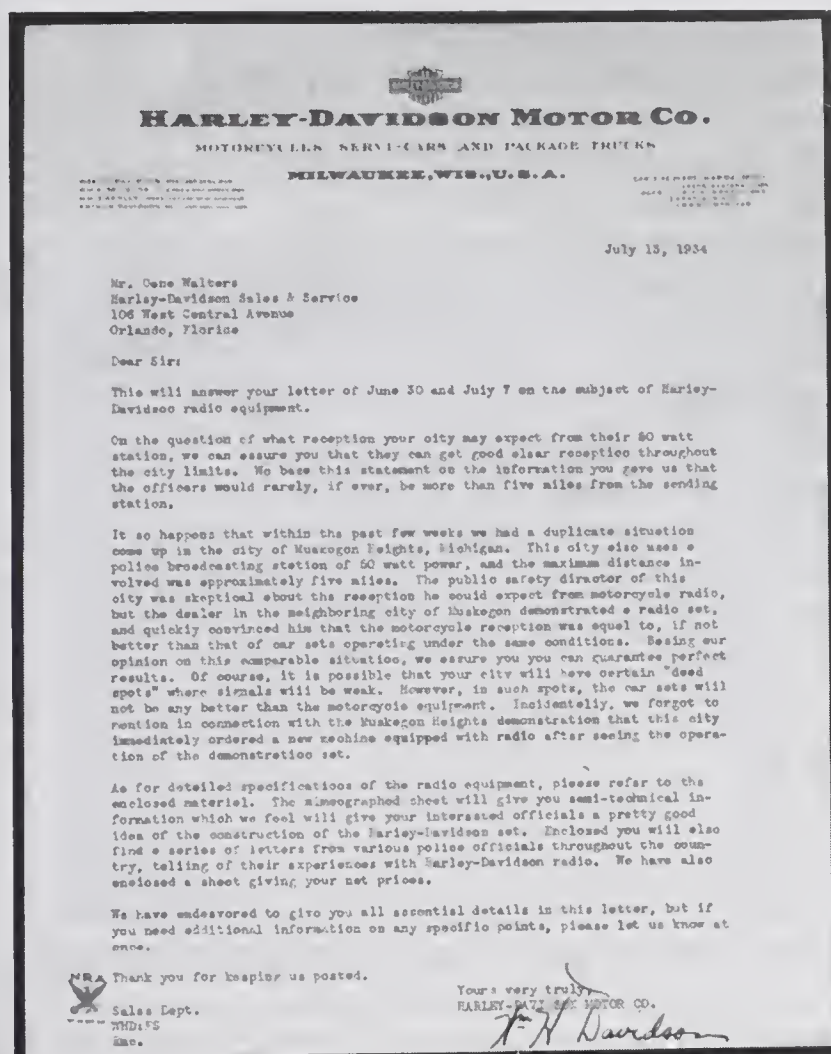 HARLEY-DAVIDSON MOTOR CO.
MOTORCYCLES SERVI-CARS AND PACKAGE TRUCKS
MILWAUKEE, WIS., U.S.A.
July 13, 1934
Mr. Gene Walters
Harley-Davidson Sales & Service
106 West Central Avenue
Orlando, Florida
Dear Sir:
This will answer your letter of June 30 and July 7 on the subject of Harley-
Davidson radio equipment.
On the question of what reception your city may expect from their 50 watt
station, we can assure you that they can get good clear reception throughout
the city limits. We base this statement on the information you gave us that
the officers would rarely, if ever, be more than five miles from the sending
station.
It so happens that within the past few weeks we had a duplicate situation
come up in the city of Muskegon Heights, Michigan. This city also uses a
police broadcasting station of 50 watt power, and the maximum distance in-
volved was approximately five miles. The public safety director of this
city was skeptical about the reception he could expect from motorcycle radio,
but the dealer in the neighboring city of Muskegon demonstrated a radio set,
and quickly convinced him that the motorcycle reception was equal to, if not
better than that of car sets operating under the same conditions. Basing our
opinion on this comparable situation, we assure you you can guarantee perfect
results. Of course, it is possible that your city will have certain "dead
spots" where signals will be weak. However, in such spots, the car sets will
not be any better than the motorcycle equipment. Incidentally, we forgot to
mention in connection with the Muskegon Heights demonstration that this city
immediately ordered a new machine equipped with radio after seeing the opera-
tion of the demonstration set.
As for detailed specifications of the radio equipment, please refer to the
enclosed material. The mimeographed sheet will give you semi-technical in-
formation which we feel will give your interested officials a pretty good
idea of the construction of the Harley-Davidson set. Enclosed you will also
find a series of letters from various police officials throughout the coun-
try, telling of their experiences with Harley-Davidson radio. We have also
enclosed a sheet giving your net prices.
We have endeavored to give you all essential details in this letter, but if
you need additional information on any specific points, please let us know at
once.
NRA Thank you for keeping us posted.
Yours very truly,
HARLEY-DAVIDSON MOTOR CO.
Sales Dept.
WHD:FS
Enc.
Wm H Davidson